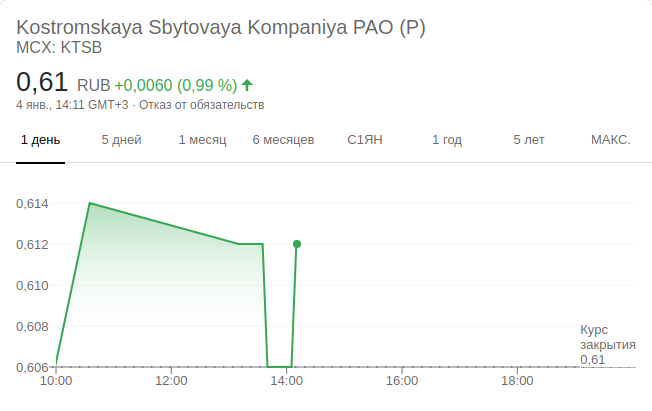 Kostromskaya Sbytovaya Kompaniya PAO (P)
MCX: KTSB
0,61 RUB +0,0060 (0,99 %)
4 янв., 14:11 GMT+3 · Отказ от обязательств
1 день 5 дней 1 месяц 6 месяцев С1ЯН 1 год 5 лет МАКС.
0,614
0,612
0,610
0,608
0,606
Курс
закрытия
0,61
10:00 12:00 14:00 16:00 18:00